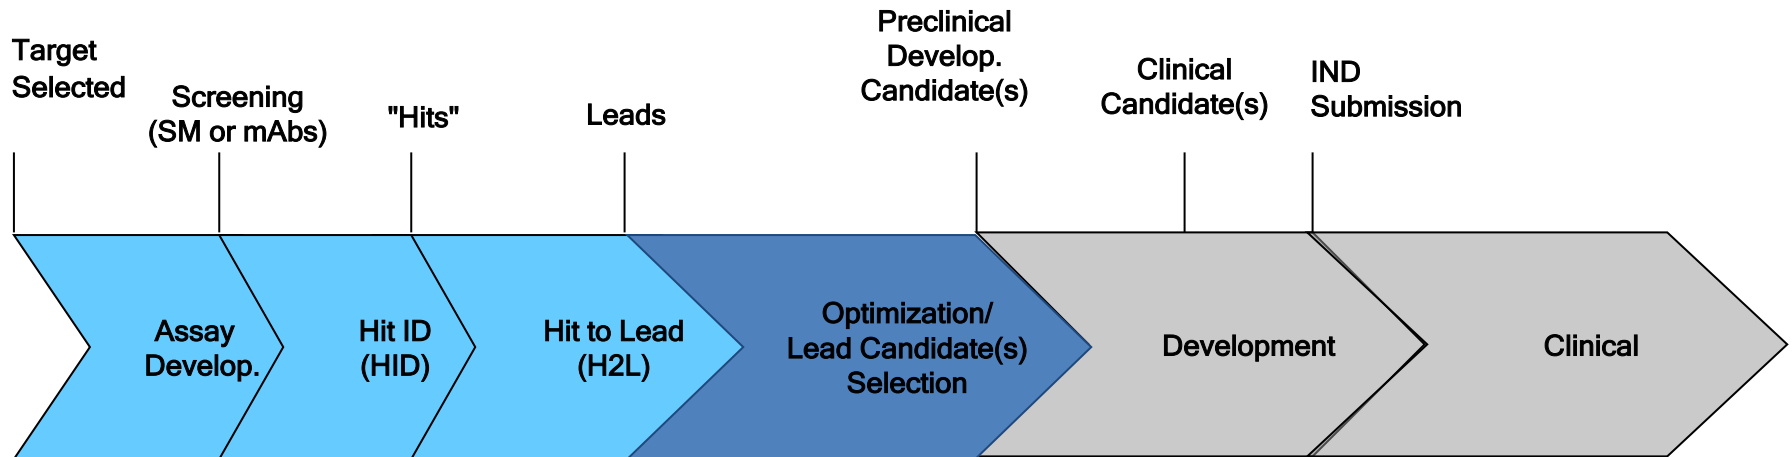 Target
Selected
Screening
(SM or mAbs)
"Hits"
Leads
Preclinical
Develop.
Candidate(s)
Clinical
Candidate(s)
IND
Submission
Assay
Develop.
Hit ID
(HID)
Hit to Lead
(H2L)
Optimization/
Lead Candidate(s)
Selection
Development
Clinical